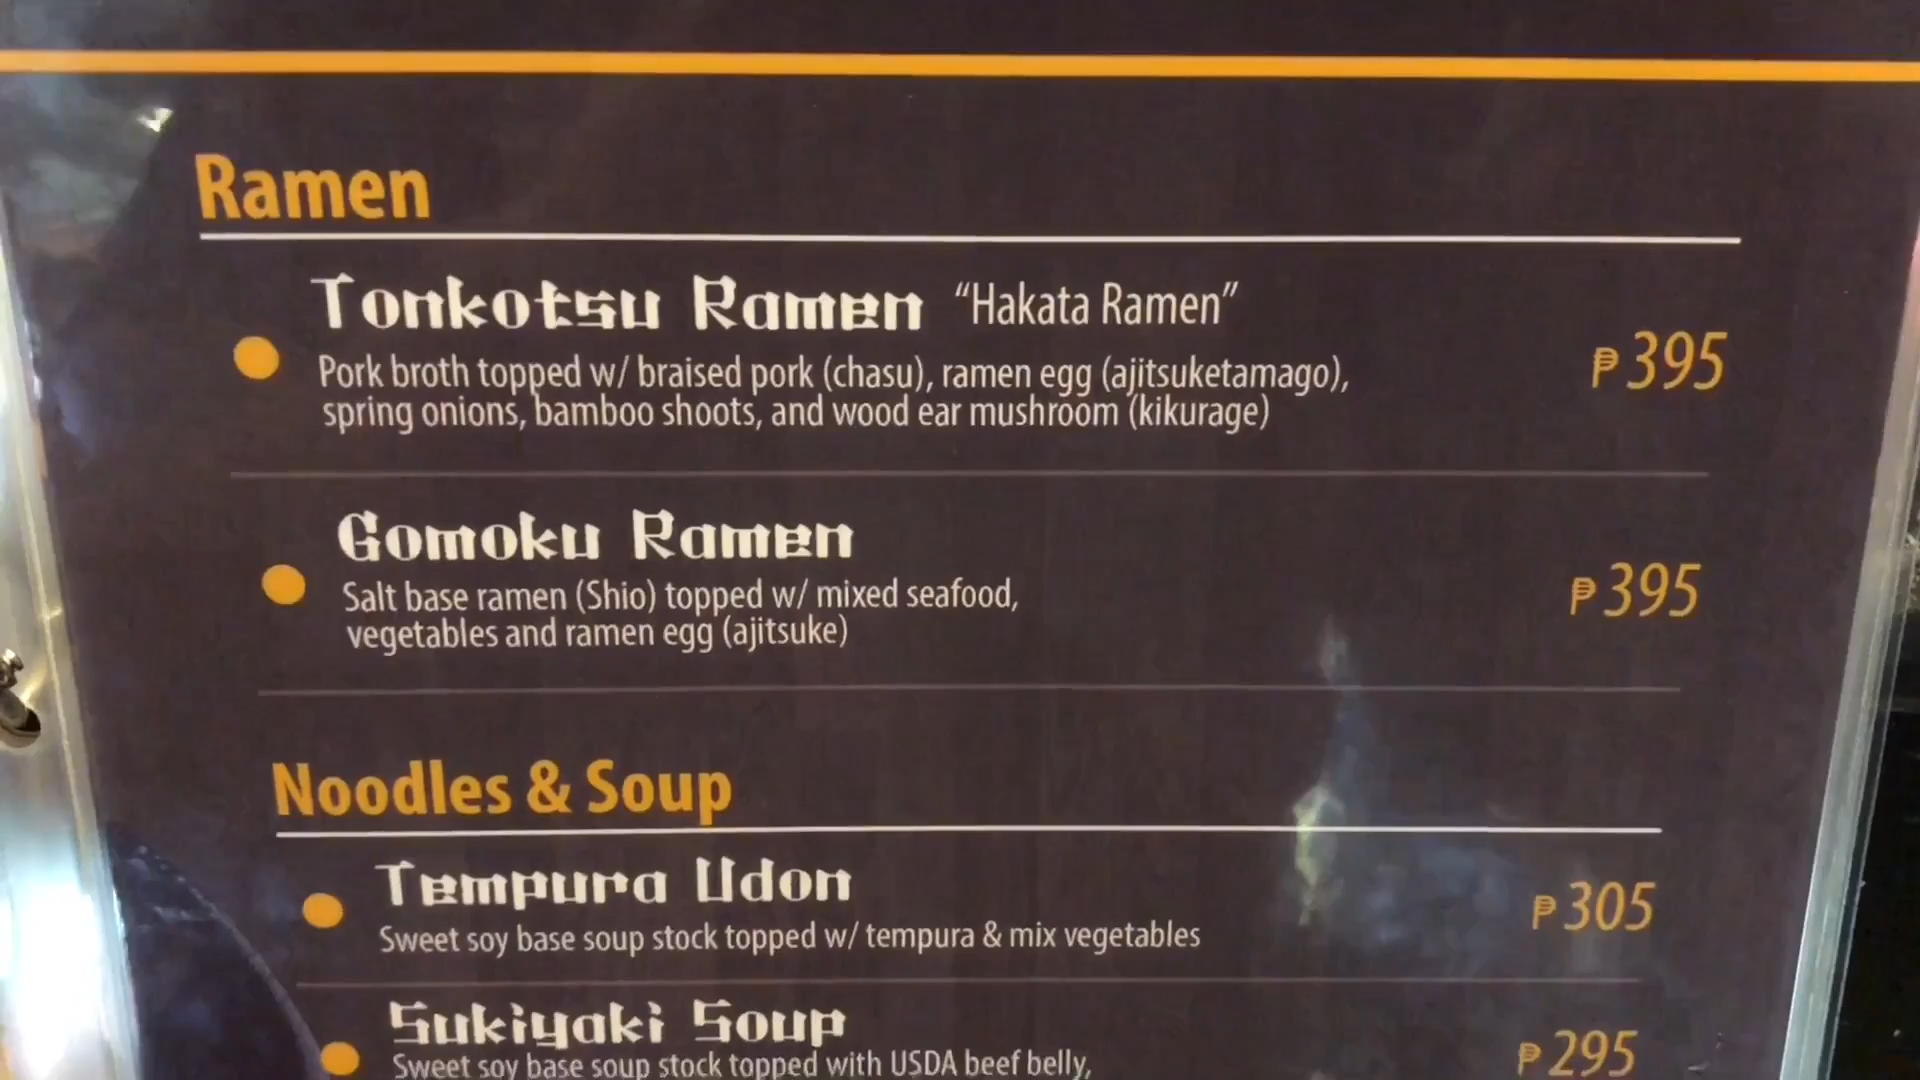 Ramen
Tonkotsu Ramen “Hakata Ramen”
Pork broth topped w/ braised pork (chasu), ramen egg (ajitsuketamago),
spring onions, bamboo shoots, and wood ear mushroom (kikurage)
₱395
Gomoku Ramen
Salt base ramen (Shio) topped w/ mixed seafood,
vegetables and ramen egg (ajitsuke)
₱395
Noodles & Soup
Tempura Udon
Sweet soy base soup stock topped w/ tempura & mix vegetables
₱305
Sukiyaki Soup
Sweet soy base soup stock topped with USDA beef belly,
₱295